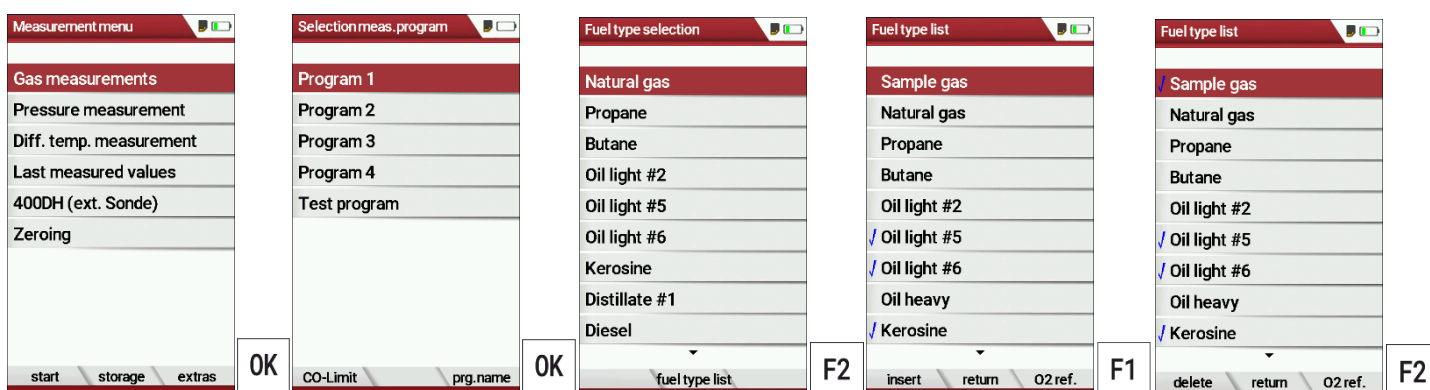 Measurement menu
Gas measurements
Pressure measurement
Diff. temp. measurement
Last measured values
400DH (ext. Sonde)
Zeroing
start storage extras
OK
Selection meas.program
Program 1
Program 2
Program 3
Program 4
Test program
CO-Limit prg.name
OK
Fuel type selection
Natural gas
Propane
Butane
Oil light #2
Oil light #5
Oil light #6
Kerosine
Distillate #1
Diesel
fuel type list
F2
Fuel type list
Sample gas
Natural gas
Propane
Butane
Oil light #2
Oil light #5
Oil light #6
Oil heavy
Kerosine
insert return O2 ref.
F1
Fuel type list
Sample gas
Natural gas
Propane
Butane
Oil light #2
Oil light #5
Oil light #6
Oil heavy
Kerosine
delete return O2 ref.
F2